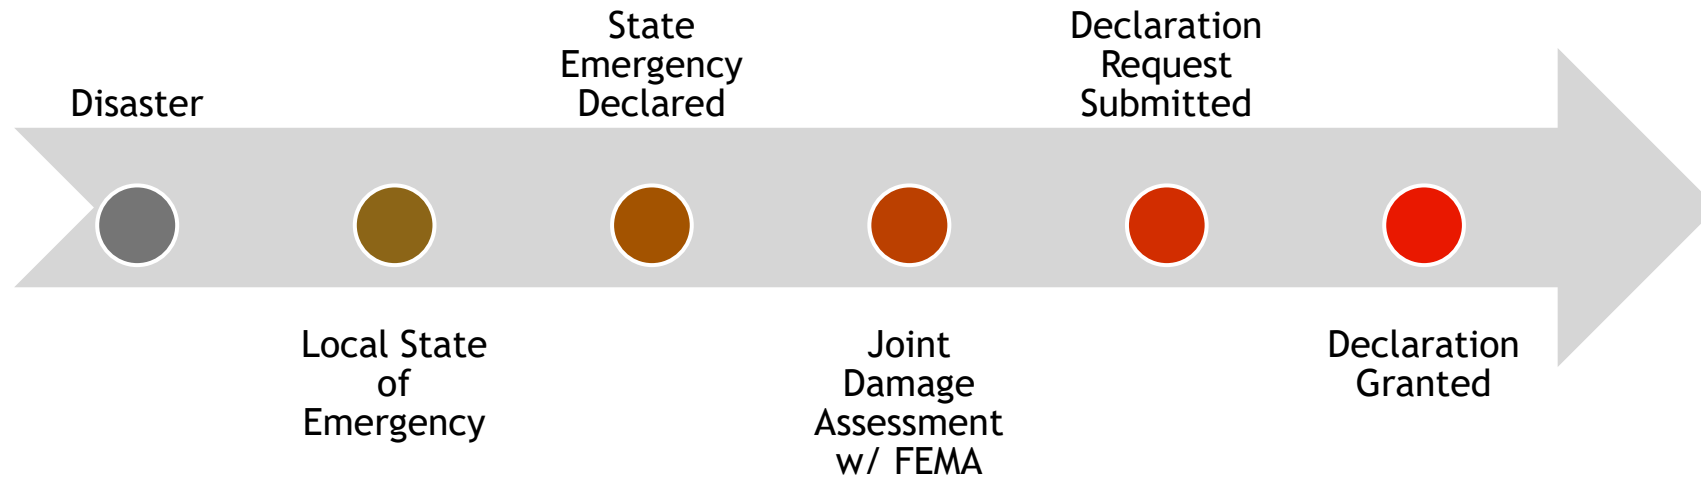 Disaster
Local State
of
Emergency
State
Emergency
Declared
Joint
Damage
Assessment
w/ FEMA
Declaration
Request
Submitted
Declaration
Granted